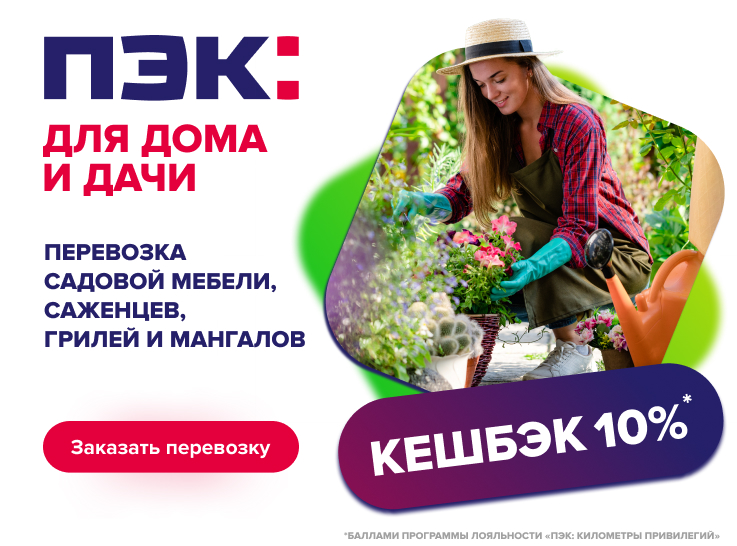 ПЭК:
ДЛЯ ДОМА
И ДАЧИ
ПЕРЕВОЗКА
САДОВОЙ МЕБЕЛИ,
САЖЕНЦЕВ,
ГРИЛЕЙ И МАНГАЛОВ
Заказать перевозку
КЕШБЭК 10%*
*БАЛЛАМИ ПРОГРАММЫ ЛОЯЛЬНОСТИ «ПЭК: КИЛОМЕТРЫ ПРИВИЛЕГИЙ»